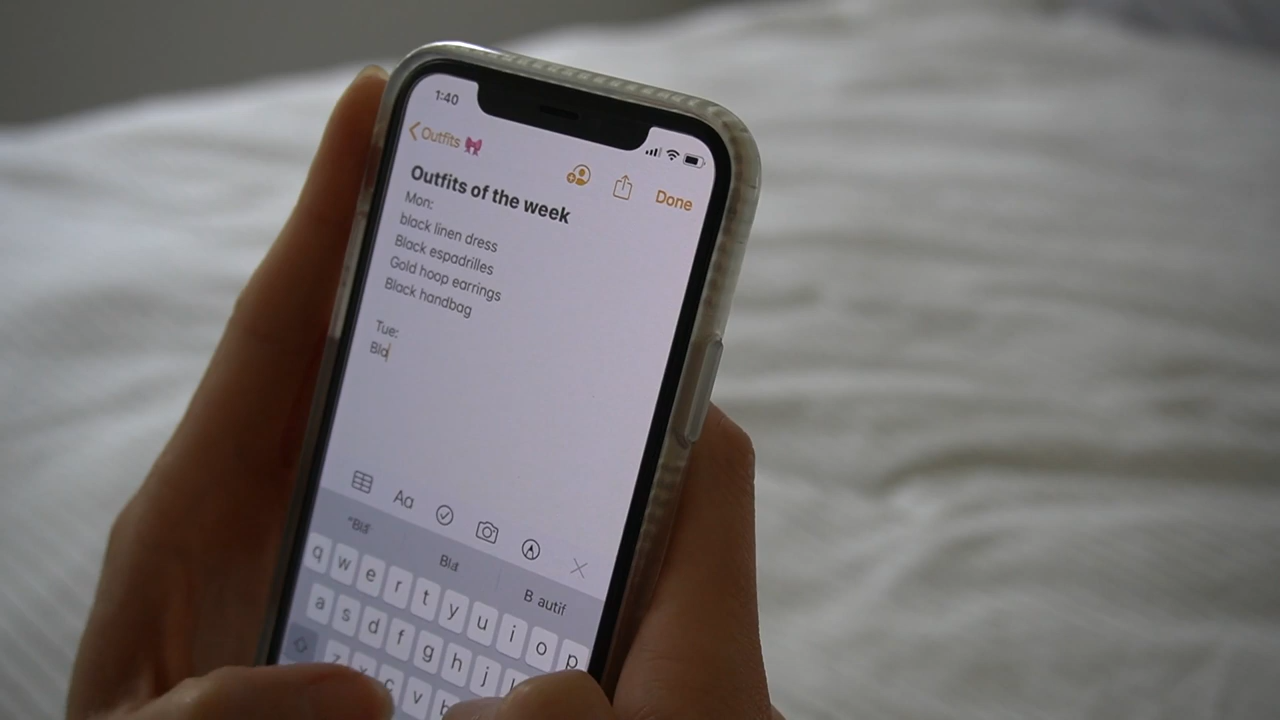 1:40
Outfits 🎀
Done
Outfits of the week
Mon:
black linen dress
Black espadrilles
Gold hoop earrings
Black handbag
Tue:
Bla
Aa
q w e r t y u i o p
a s d f g h j
z x c v b